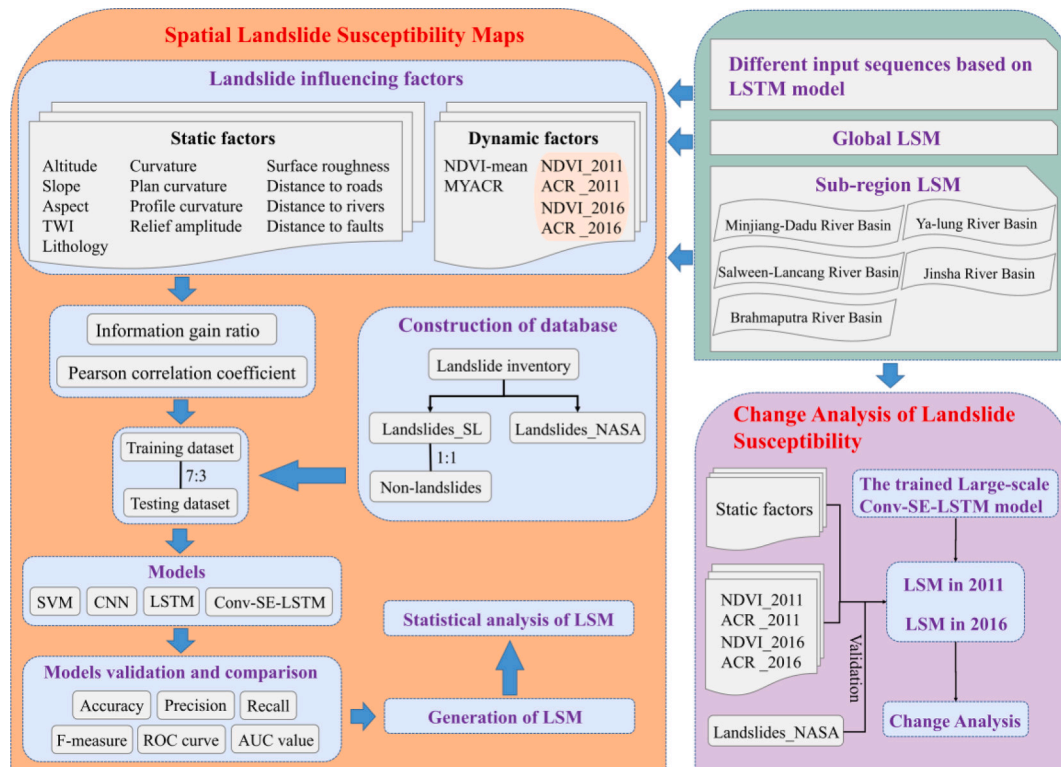 Spatial Landslide Susceptibility Maps
Landslide influencing factors
Static factors
Altitude
Slope
Aspect
TWI
Lithology
Curvature
Plan curvature
Profile curvature
Relief amplitude
Surface roughness
Distance to roads
Distance to rivers
Distance to faults
Dynamic factors
NDVI-mean
MYACR
NDVI_2011
ACR _2011
NDVI_2016
ACR _2016
Information gain ratio
Pearson correlation coefficient
Construction of database
Landslide inventory
Landslides_SL
Landslides_NASA
1:1
Non-landslides
Training dataset
7:3
Testing dataset
Models
SVM
CNN
LSTM
Conv-SE-LSTM
Models validation and comparison
Accuracy
Precision
Recall
F-measure
ROC curve
AUC value
Generation of LSM
Statistical analysis of LSM
Different input sequences based on
LSTM model
Global LSM
Sub-region LSM
Minjiang-Dadu River Basin
Ya-lung River Basin
Salween-Lancang River Basin
Jinsha River Basin
Brahmaputra River Basin
Change Analysis of Landslide
Susceptibility
Static factors
NDVI_2011
ACR _2011
NDVI_2016
ACR _2016
Landslides_NASA
Validation
The trained Large-scale
Conv-SE-LSTM model
LSM in 2011
LSM in 2016
Change Analysis